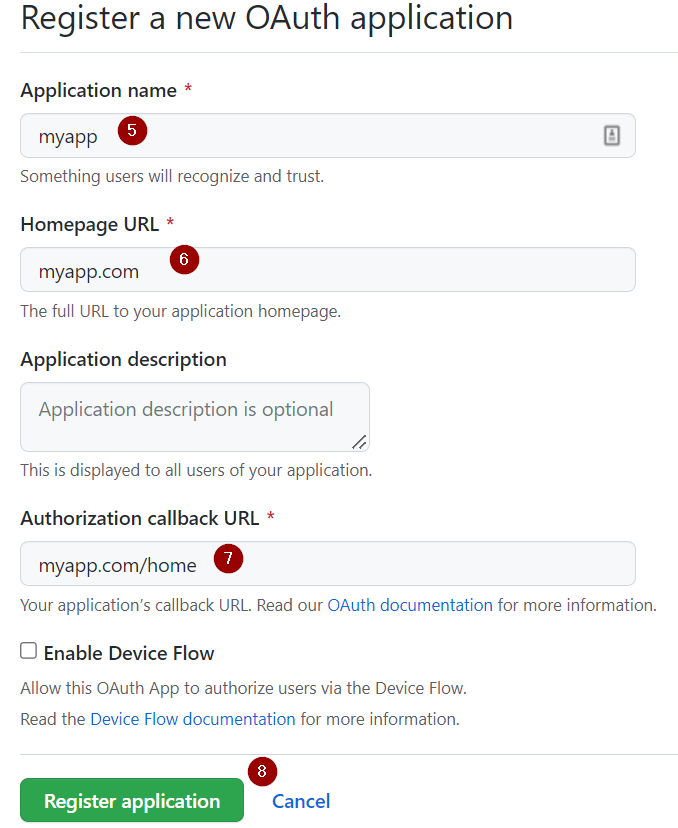 Register a new OAuth application
Application name *
myapp 5
Something users will recognize and trust.
Homepage URL *
myapp.com 6
The full URL to your application homepage.
Application description
Application description is optional
This is displayed to all users of your application.
Authorization callback URL *
myapp.com/home 7
Your application’s callback URL. Read our OAuth documentation for more information.
Enable Device Flow
Allow this OAuth App to authorize users via the Device Flow.
Read the Device Flow documentation for more information.
8
Register application Cancel